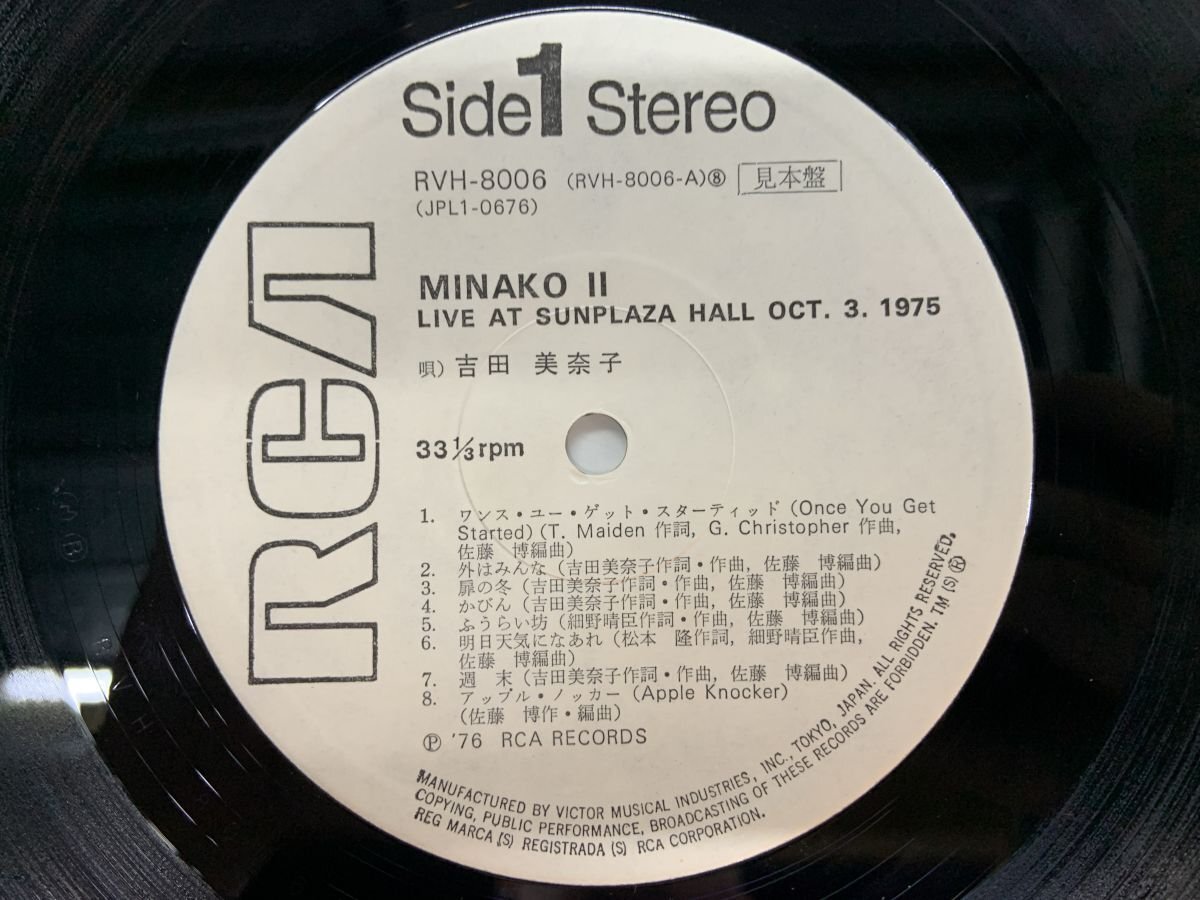 Side 1 Stereo
RVH-8006 (RVH-8006-A)⑧ 見本盤
(JPL1-0676)
RCA
MINAKO II
LIVE AT SUNPLAZA HALL OCT. 3. 1975
唄) 吉田 美奈子
33 1/3 rpm
1. ワンス・ユー・ゲット・スターティッド (Once You Get
Started) (T. Maiden 作詞, G. Christopher 作曲,
佐藤 博編曲)
2. 外はみんな (吉田美奈子作詞・作曲, 佐藤 博編曲)
3. 扉の冬 (吉田美奈子作詞・作曲, 佐藤 博編曲)
4. かびん (吉田美奈子作詞・作曲, 佐藤 博編曲)
5. ふうらい坊 (細野晴臣作詞・作曲, 佐藤 博編曲)
6. 明日天気になあれ (松本 隆作詞, 細野晴臣作曲,
佐藤 博編曲)
7. 週 末 (吉田美奈子作詞・作曲, 佐藤 博編曲)
8. アップル・ノッカー (Apple Knocker)
(佐藤 博作・編曲)
Ⓟ '76 RCA RECORDS
MANUFACTURED BY VICTOR MUSICAL INDUSTRIES, INC., TOKYO, JAPAN. ALL RIGHTS RESERVED.
COPYING, PUBLIC PERFORMANCE, BROADCASTING OF THESE RECORDS ARE FORBIDDEN. TM (S) ®
REG MARCA (S) REGISTRADA (S) RCA CORPORATION.